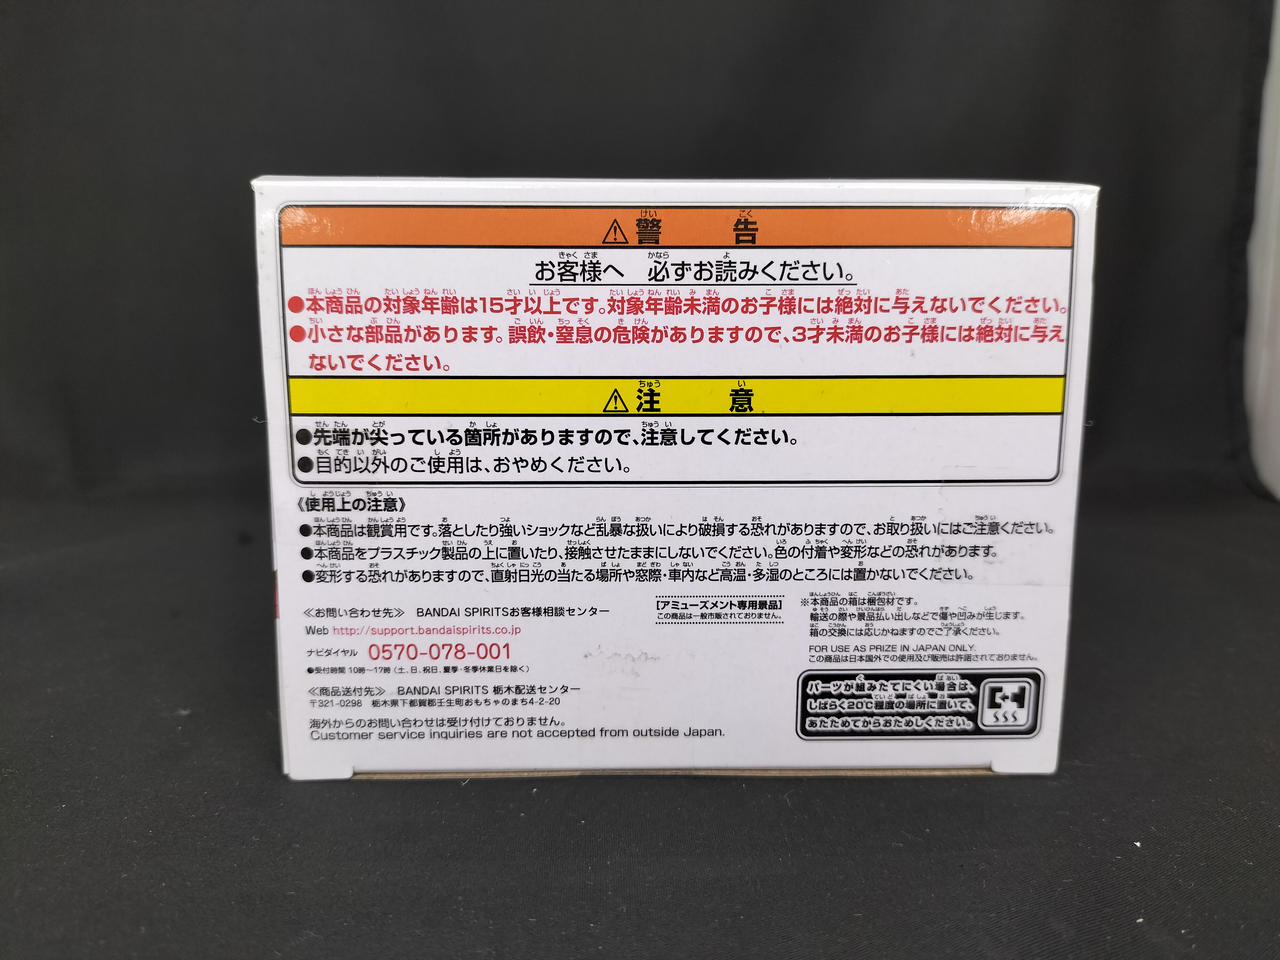 ⚠警告
お客様へ 必ずお読みください。
●本商品の対象年齢は15才以上です。対象年齢未満のお子様には絶対に与えないでください。
●小さな部品があります。誤飲・窒息の危険がありますので、3才未満のお子様には絶対に与え
ないでください。
⚠注意
●先端が尖っている箇所がありますので、注意してください。
●目的以外のご使用は、おやめください。
《使用上の注意》
●本商品は観賞用です。落としたり強いショックなど乱暴な扱いにより破損する恐れがありますので、お取り扱いにはご注意ください。
●本商品をプラスチック製品の上に置いたり、接触させたままにしないでください。色の付着や変形などの恐れがあります。
●変形する恐れがありますので、直射日光の当たる場所や窓際・車内など高温・多湿のところには置かないでください。
≪お問い合わせ先≫ BANDAI SPIRITSお客様相談センター
Web http://support.bandaispirits.co.jp
ナビダイヤル 0570-078-001
●受付時間 10時〜17時(土、日、祝日、夏季・冬季休業日を除く)
≪商品送付先≫ BANDAI SPIRITS 栃木配送センター
〒321-0298 栃木県下都賀郡壬生町おもちゃのまち4-2-20
海外からのお問い合わせは受け付けておりません。
Customer service inquiries are not accepted from outside Japan.
【アミューズメント専用景品】
この商品は一般市販されておりません。
※本商品の箱は梱包材です。
輸送の際や景品払い出しなどで傷や凹みが生じます。
箱の交換には応じかねますのでご了承ください。
FOR USE AS PRIZE IN JAPAN ONLY.
この商品は日本国外での使用及び販売は許諾されておりません。
パーツが組みたてにくい場合は、
しばらく20℃程度の場所に置いて、
あたためてからおためしください。